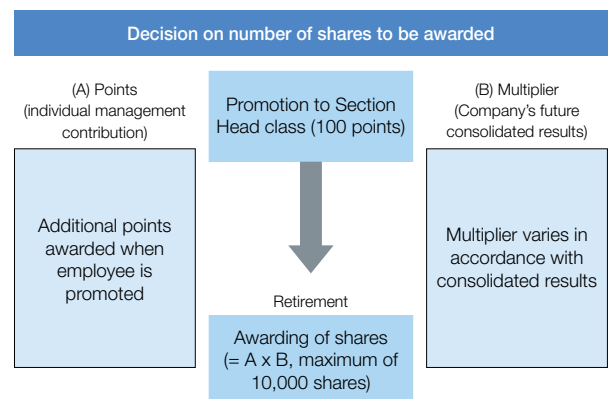 Decision on number of shares to be awarded
(A) Points
(individual management
contribution)
Additional points
awarded when
employee is
promoted
Promotion to Section
Head class (100 points)
Retirement
Awarding of shares
(= A x B, maximum of
10,000 shares)
(B) Multiplier
(Company’s future
consolidated results)
Multiplier varies in
accordance with
consolidated results